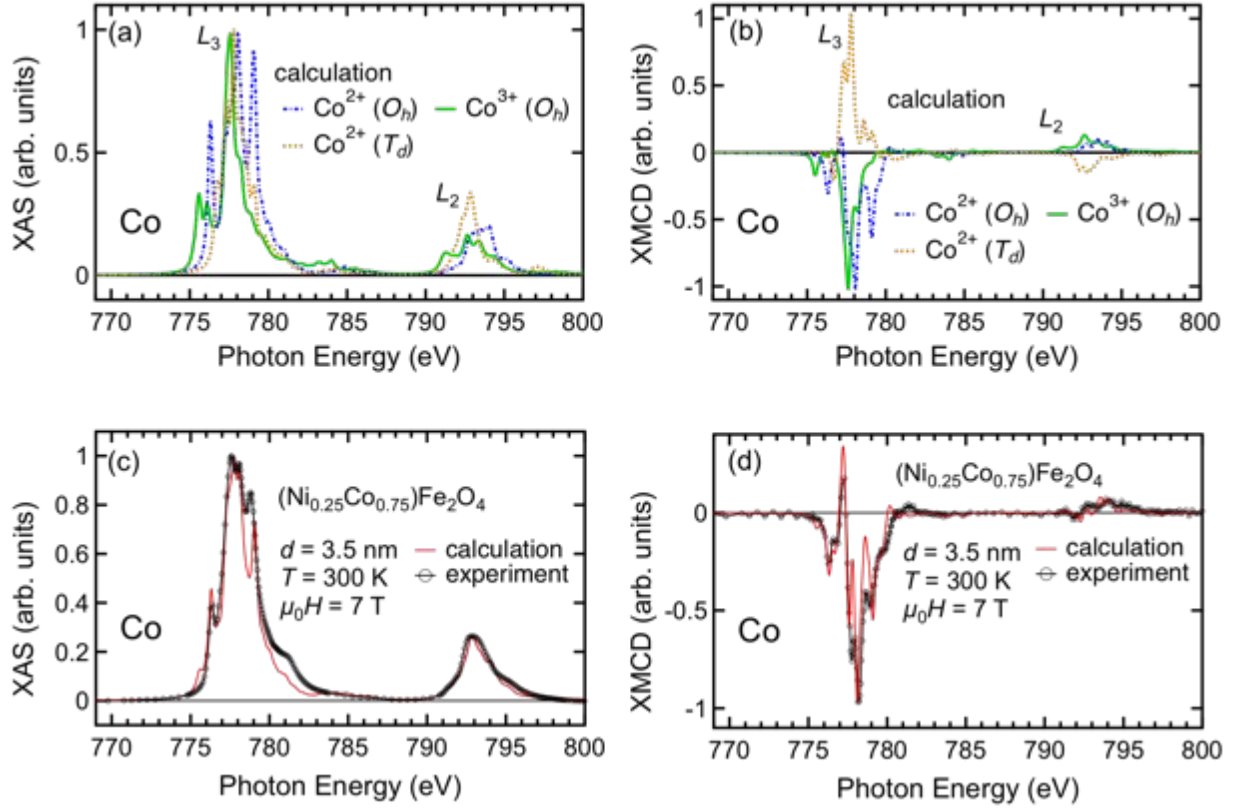 (a)
L3
calculation
Co2+ (Oh) Co3+ (Oh)
Co2+ (Td)
L2
Co
XAS (arb. units)
1
0.5
0
770 775 780 785 790 795 800
Photon Energy (eV)
(b)
L3
calculation
L2
Co2+ (Oh) Co3+ (Oh)
Co2+ (Td)
Co
XMCD (arb. units)
1
0.5
0
-0.5
-1
770 775 780 785 790 795 800
Photon Energy (eV)
(c)
(Ni0.25Co0.75)Fe2O4
d = 3.5 nm
T = 300 K
μ0H = 7 T
calculation
experiment
Co
XAS (arb. units)
1
0.8
0.6
0.4
0.2
0
770 775 780 785 790 795 800
Photon Energy (eV)
(d)
(Ni0.25Co0.75)Fe2O4
d = 3.5 nm
T = 300 K
μ0H = 7 T
calculation
experiment
Co
XMCD (arb. units)
0
-0.5
-1
770 775 780 785 790 795 800
Photon Energy (eV)